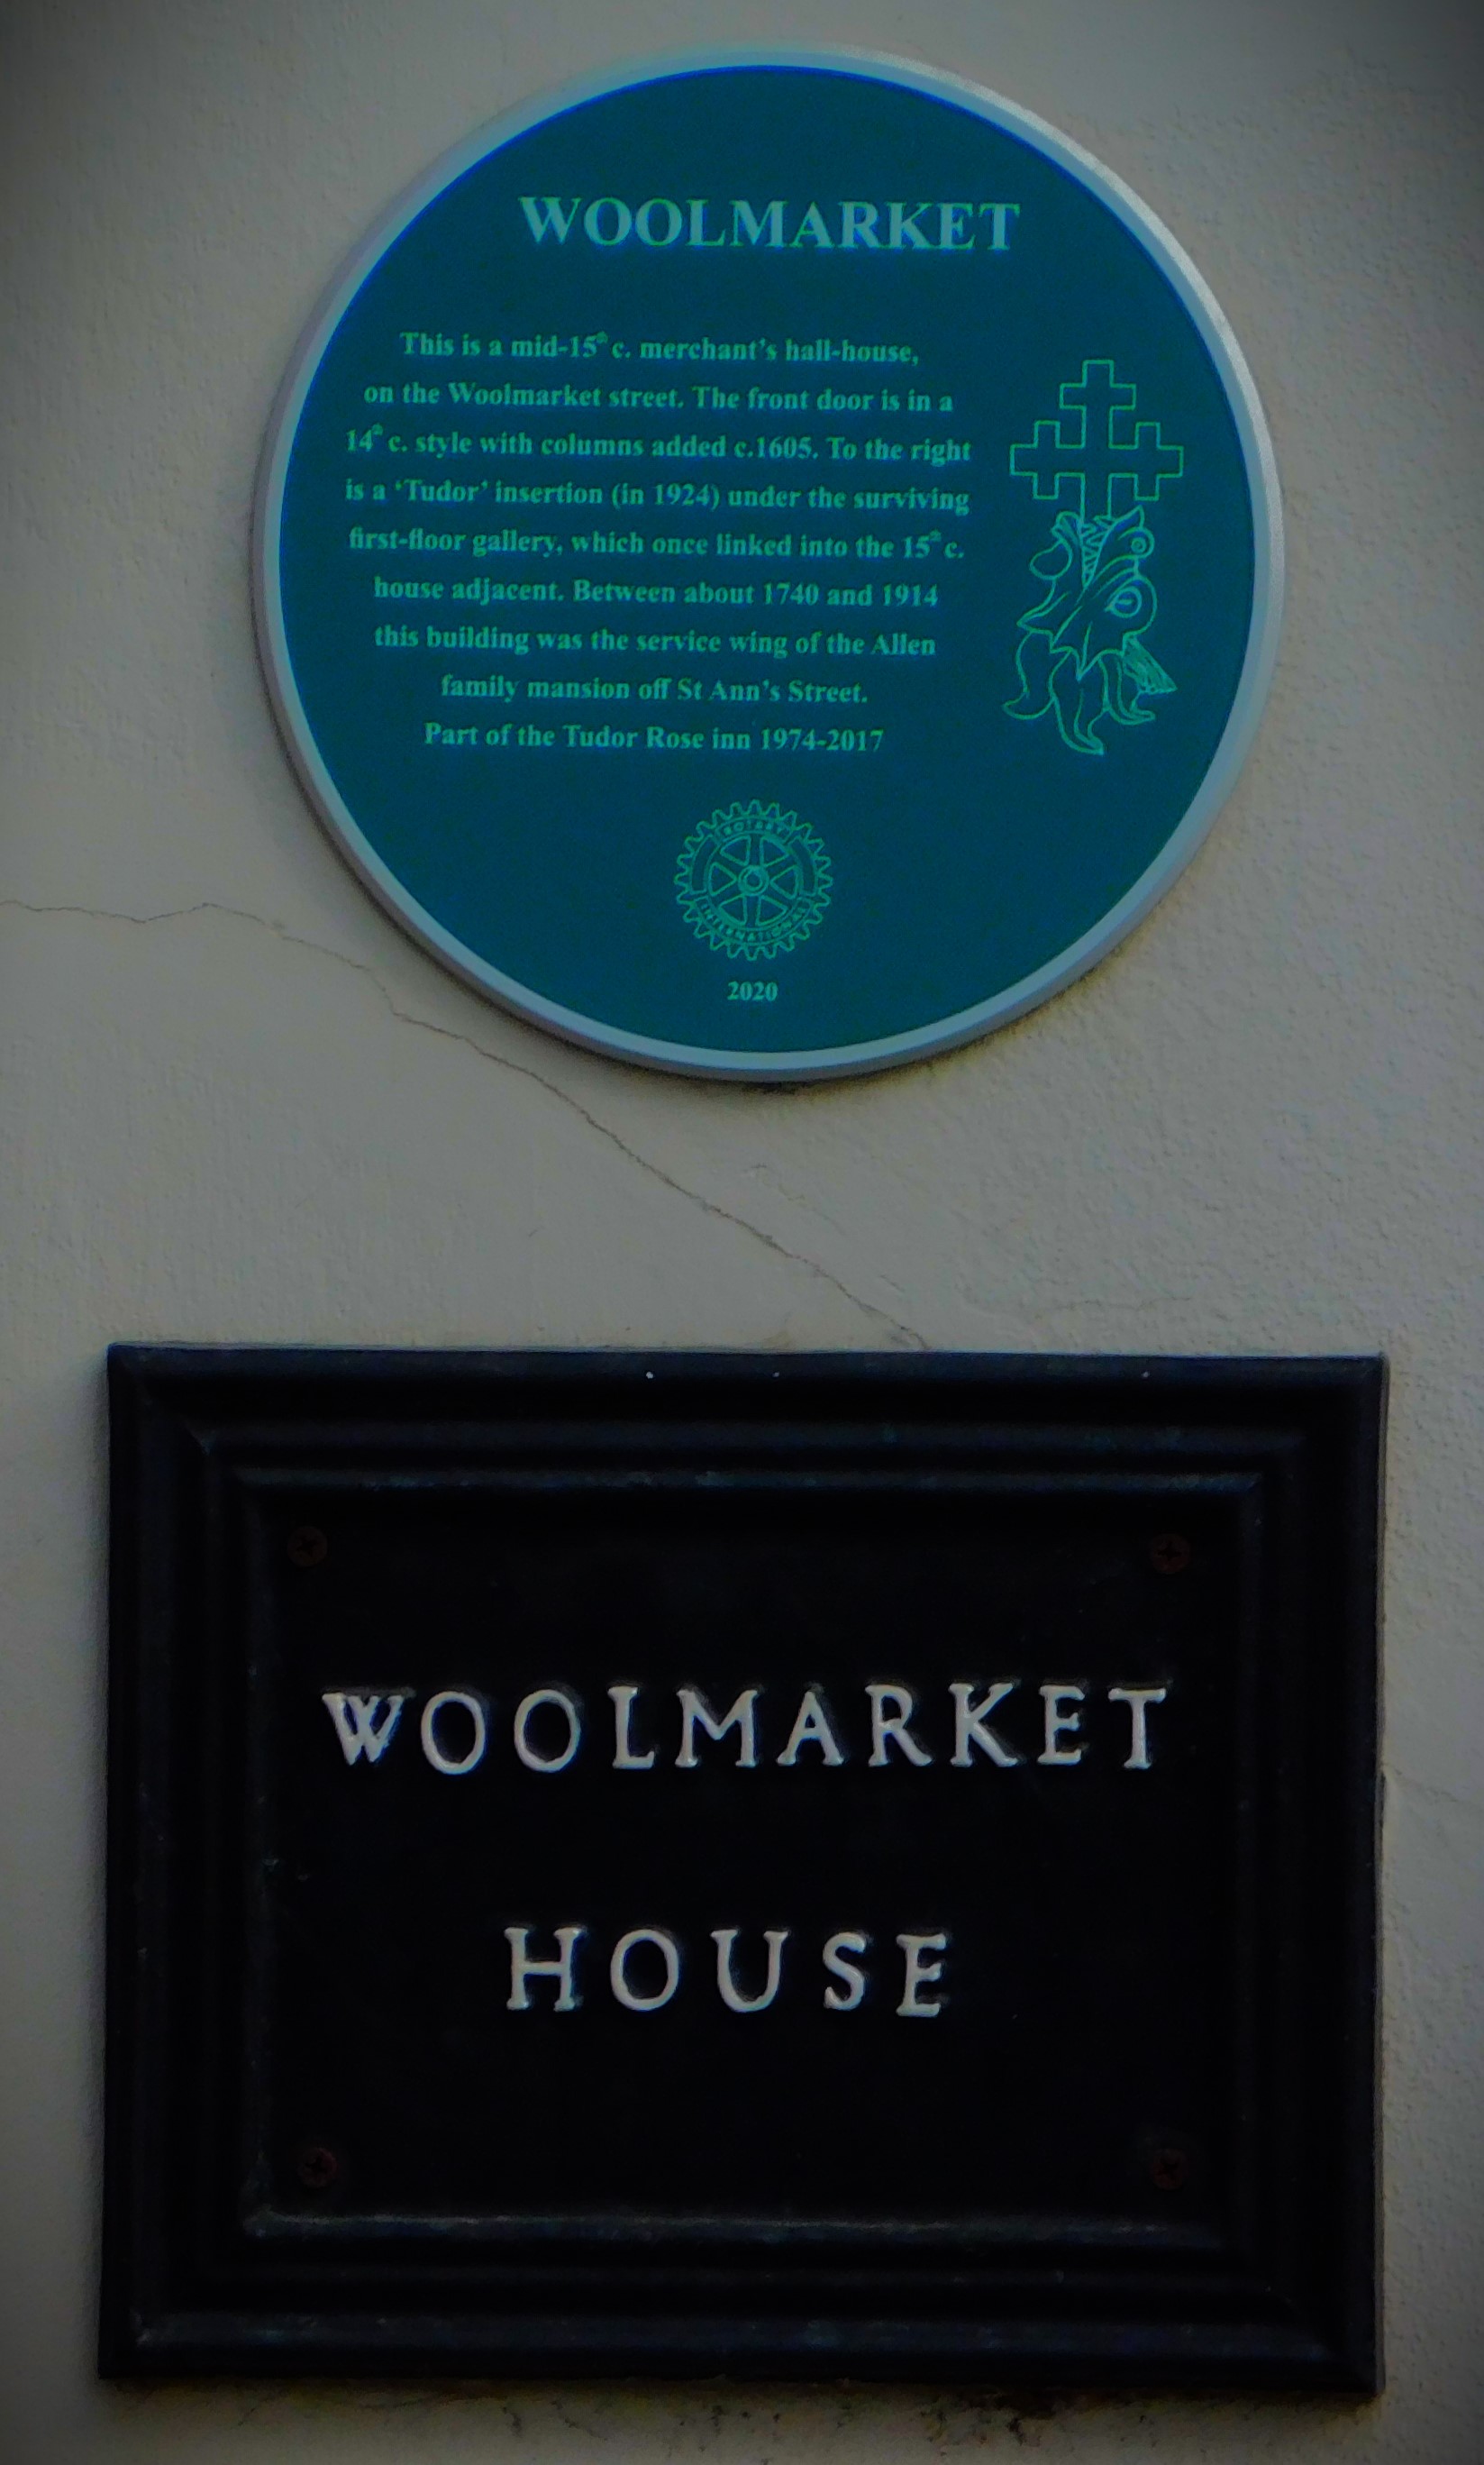 WOOLMARKET
This is a mid-15th c. merchant's hall-house,
on the Woolmarket street. The front door is in a
14th c. style with columns added c.1605. To the right
is a 'Tudor' insertion (in 1924) under the surviving
first-floor gallery, which once linked into the 15th c.
house adjacent. Between about 1740 and 1914
this building was the service wing of the Allen
family mansion off St Ann's Street.
Part of the Tudor Rose inn 1974-2017
ROTARY
INTERNATIONAL
2020
WOOLMARKET
HOUSE